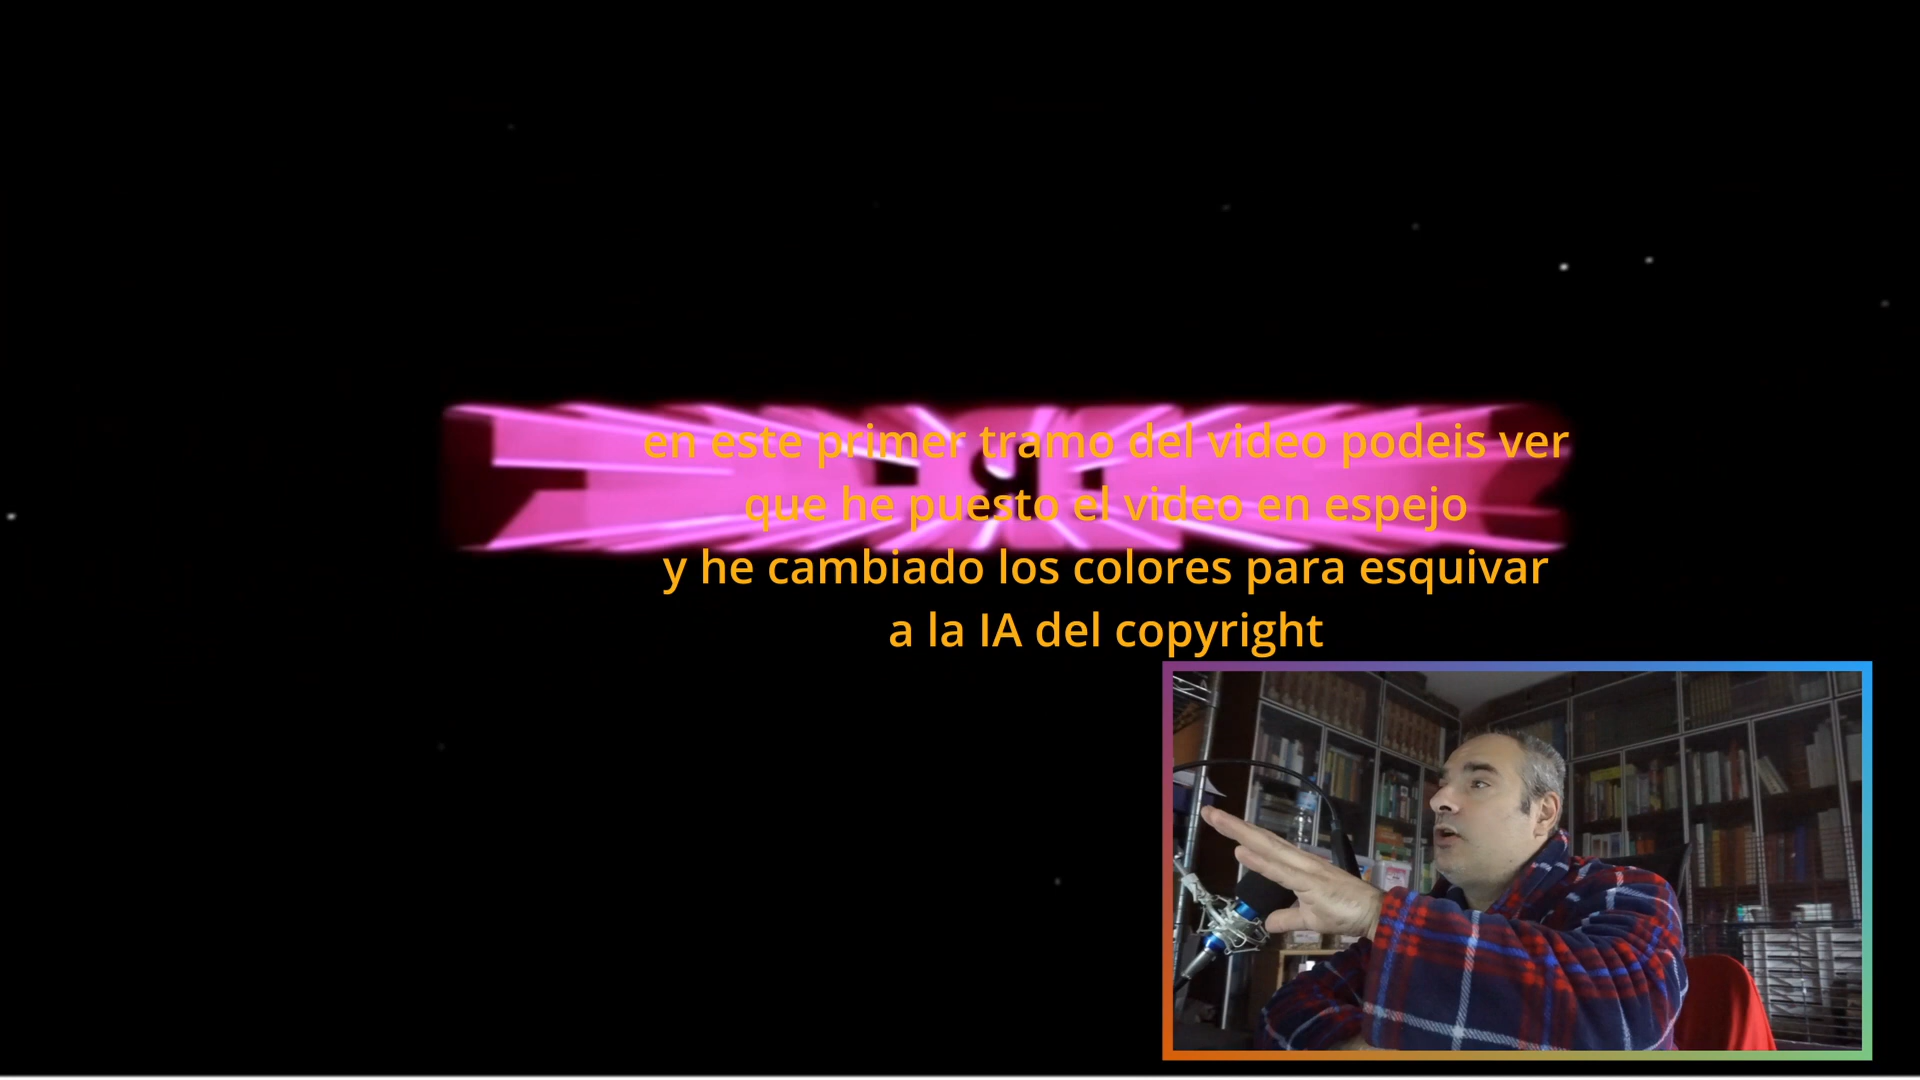 en este primer tramo del video podeis ver
que he puesto el video en espejo
y he cambiado los colores para esquivar
a la IA del copyright